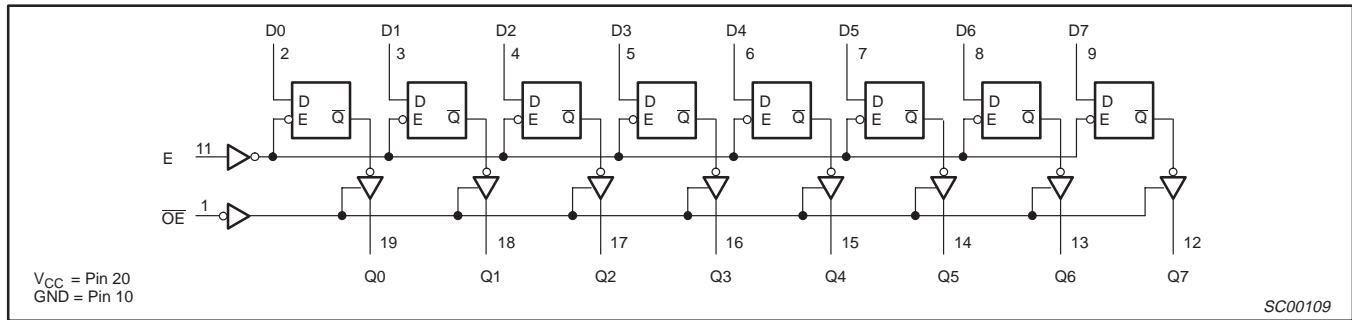 D0 D1 D2 D3 D4 D5 D6 D7
2 3 4 5 6 7 8 9
D D D D D D D D
E Q̅ E Q̅ E Q̅ E Q̅ E Q̅ E Q̅ E Q̅ E Q̅
E 11
O̅E̅ 1
19 18 17 16 15 14 13 12
Q0 Q1 Q2 Q3 Q4 Q5 Q6 Q7
VCC = Pin 20
GND = Pin 10
SC00109